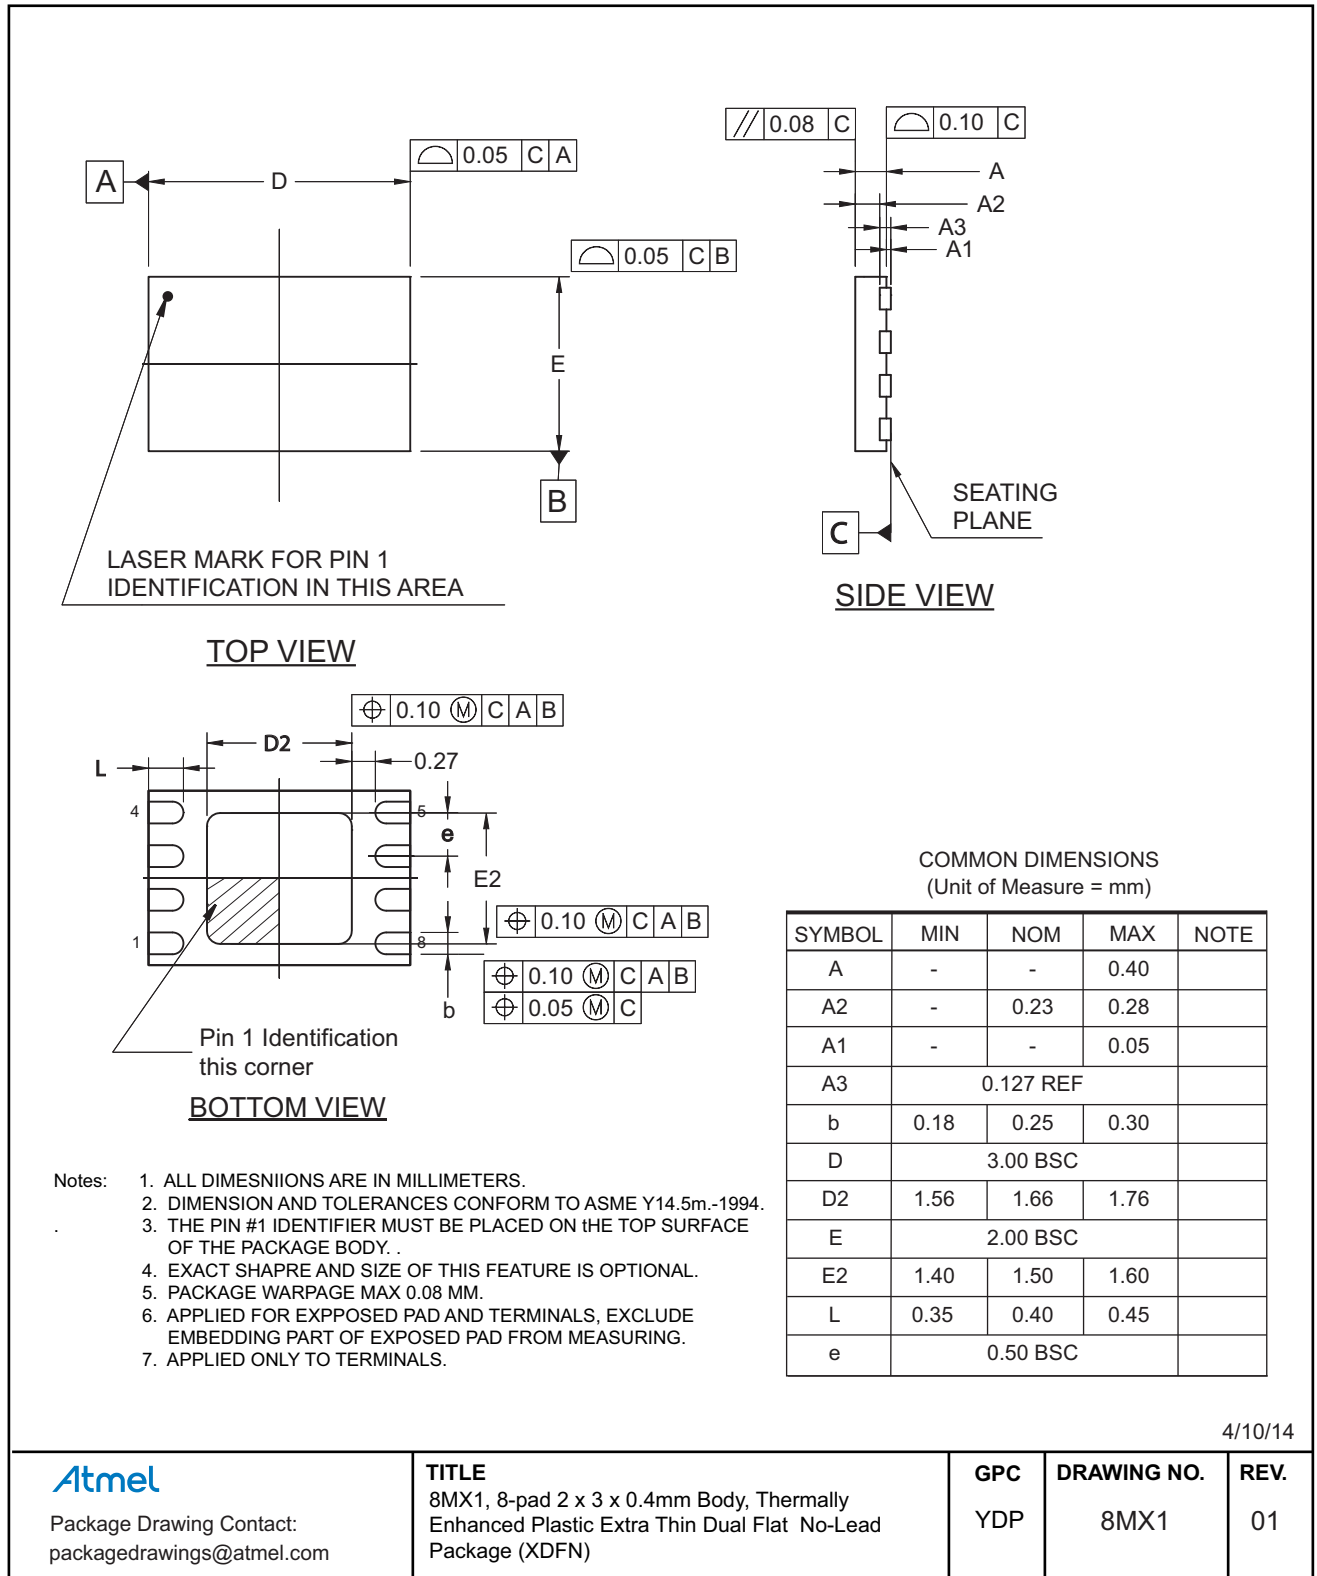 0.05 C A
A
D
0.05 C B
E
B
LASER MARK FOR PIN 1
IDENTIFICATION IN THIS AREA
TOP VIEW
// 0.08 C
0.10 C
A
A2
A3
A1
SEATING
PLANE
C
SIDE VIEW
0.10 Ⓜ C A B
D2
L
0.27
4
5
e
E2
0.10 Ⓜ C A B
1
8
0.10 Ⓜ C A B
0.05 Ⓜ C
b
Pin 1 Identification
this corner
BOTTOM VIEW
COMMON DIMENSIONS
(Unit of Measure = mm)
SYMBOL MIN NOM MAX NOTE
A - - 0.40
A2 - 0.23 0.28
A1 - - 0.05
A3 0.127 REF
b 0.18 0.25 0.30
D 3.00 BSC
D2 1.56 1.66 1.76
E 2.00 BSC
E2 1.40 1.50 1.60
L 0.35 0.40 0.45
e 0.50 BSC
Notes: 1. ALL DIMESNIIONS ARE IN MILLIMETERS.
2. DIMENSION AND TOLERANCES CONFORM TO ASME Y14.5m.-1994.
. 3. THE PIN #1 IDENTIFIER MUST BE PLACED ON tHE TOP SURFACE
OF THE PACKAGE BODY. .
4. EXACT SHAPRE AND SIZE OF THIS FEATURE IS OPTIONAL.
5. PACKAGE WARPAGE MAX 0.08 MM.
6. APPLIED FOR EXPPOSED PAD AND TERMINALS, EXCLUDE
EMBEDDING PART OF EXPOSED PAD FROM MEASURING.
7. APPLIED ONLY TO TERMINALS.
4/10/14
Atmel
Package Drawing Contact:
packagedrawings@atmel.com
TITLE
8MX1, 8-pad 2 x 3 x 0.4mm Body, Thermally
Enhanced Plastic Extra Thin Dual Flat No-Lead
Package (XDFN)
GPC
YDP
DRAWING NO.
8MX1
REV.
01